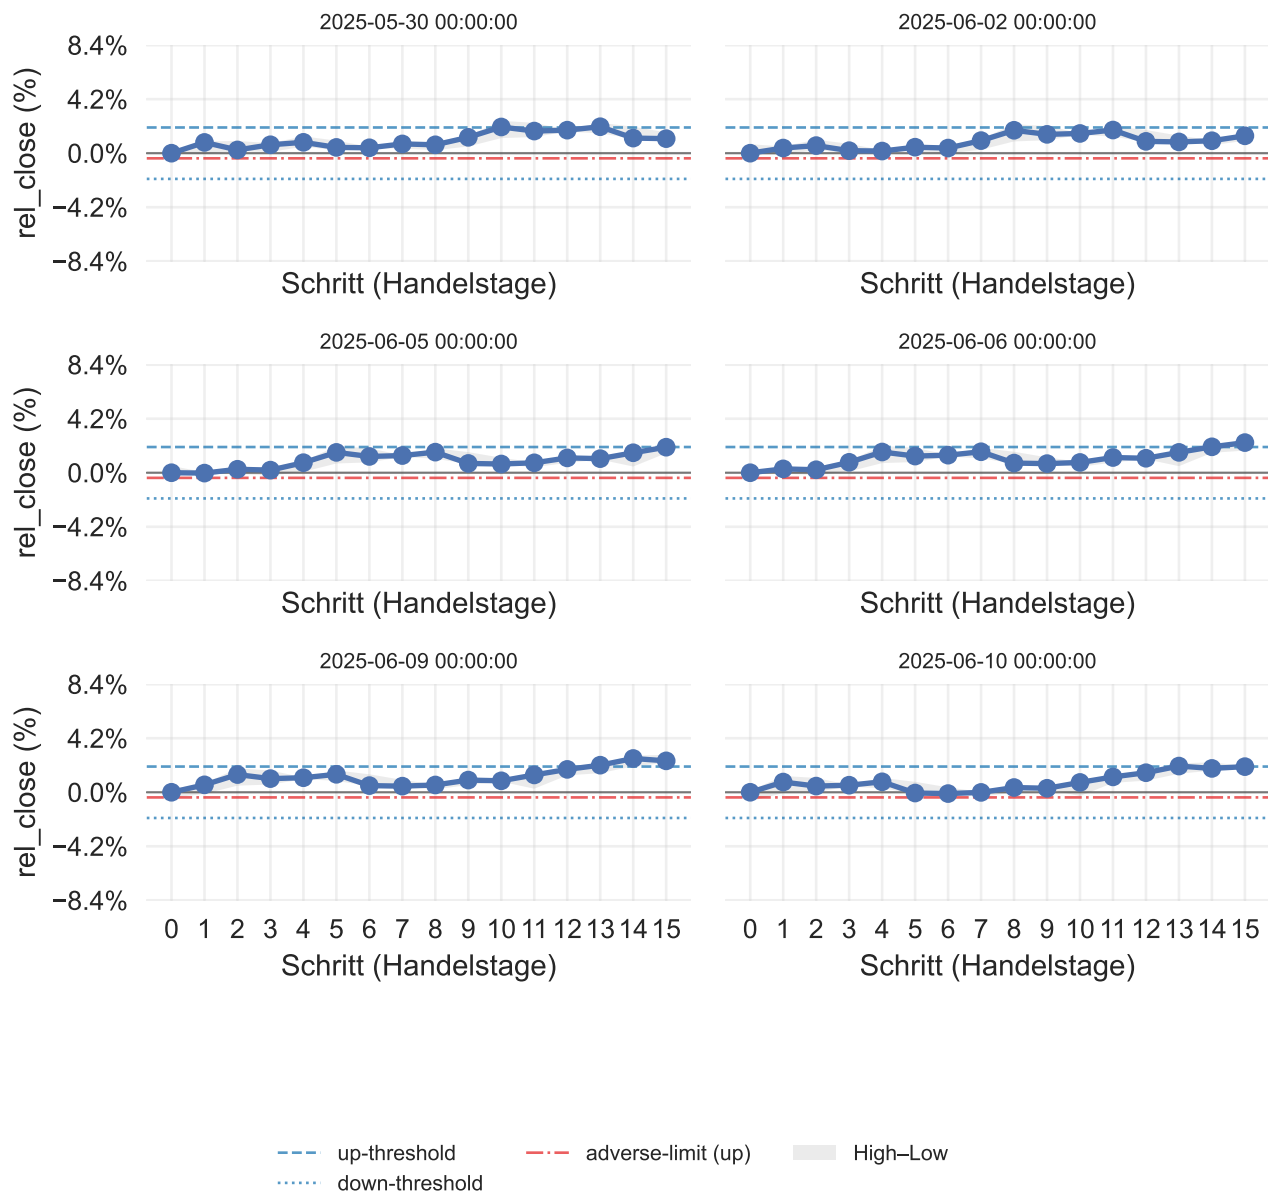 2025-05-30 00:00:00
2025-06-02 00:00:00
8.4%
4.2%
0.0%
−4.2%
−8.4%
rel_close (%)
Schritt (Handelstage)
Schritt (Handelstage)
2025-06-05 00:00:00
2025-06-06 00:00:00
8.4%
4.2%
0.0%
−4.2%
−8.4%
rel_close (%)
Schritt (Handelstage)
Schritt (Handelstage)
2025-06-09 00:00:00
2025-06-10 00:00:00
8.4%
4.2%
0.0%
−4.2%
−8.4%
rel_close (%)
0 1 2 3 4 5 6 7 8 9 10 11 12 13 14 15
0 1 2 3 4 5 6 7 8 9 10 11 12 13 14 15
Schritt (Handelstage)
Schritt (Handelstage)
up-threshold
adverse-limit (up)
High–Low
down-threshold